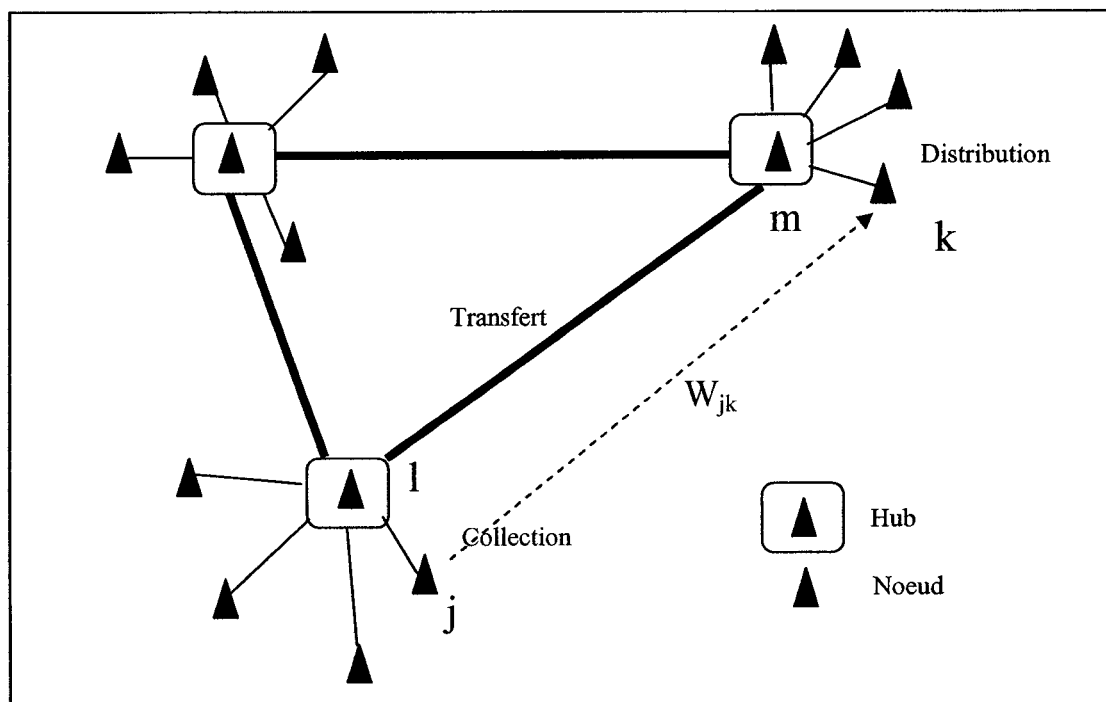 Distribution
m
k
Transfert
W_jk
l
Collection
j
Hub
Noeud